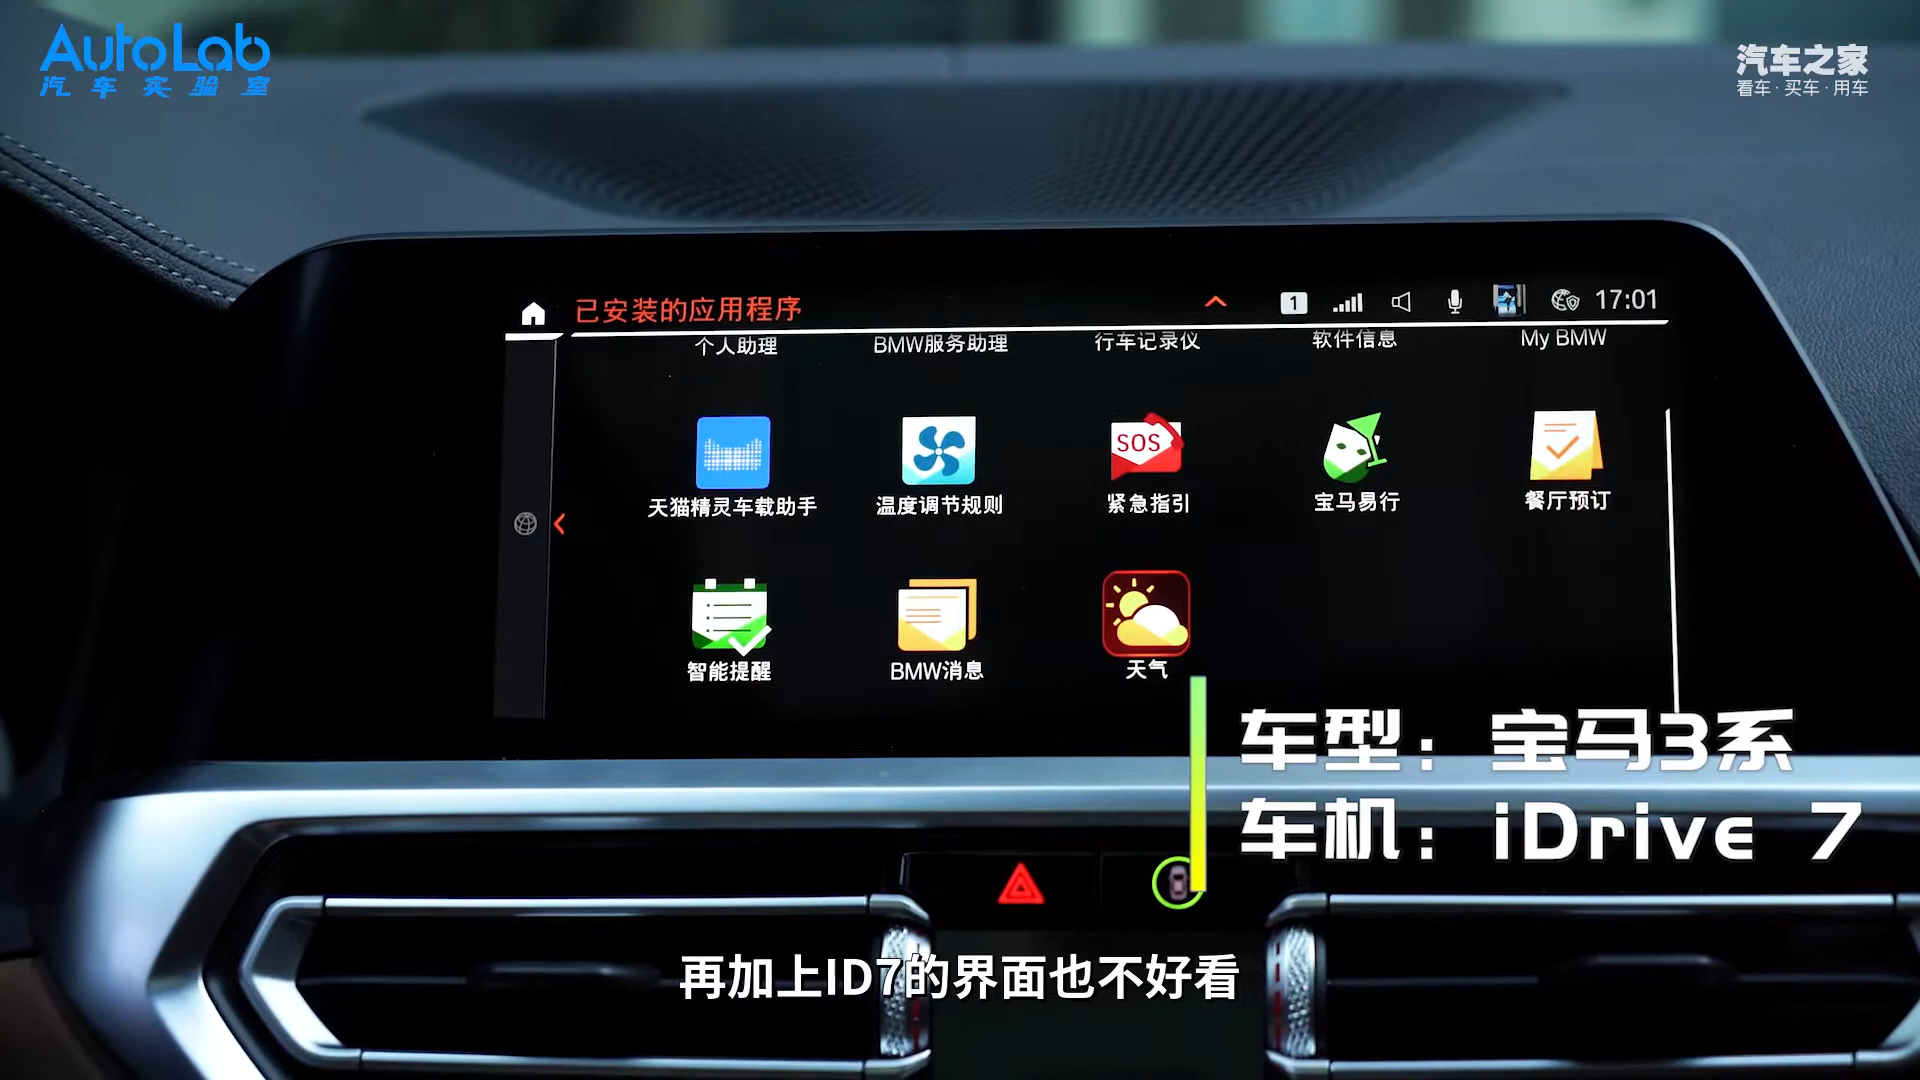 AutoLab
汽车实验室
汽车之家
看车·买车·用车
已安装的应用程序
1
17:01
个人助理
BMW服务助理
行车记录仪
软件信息
My BMW
SOS
天猫精灵车载助手
温度调节规则
紧急指引
宝马易行
餐厅预订
智能提醒
BMW消息
天气
车型：宝马3系
车机：iDrive 7
再加上ID7的界面也不好看